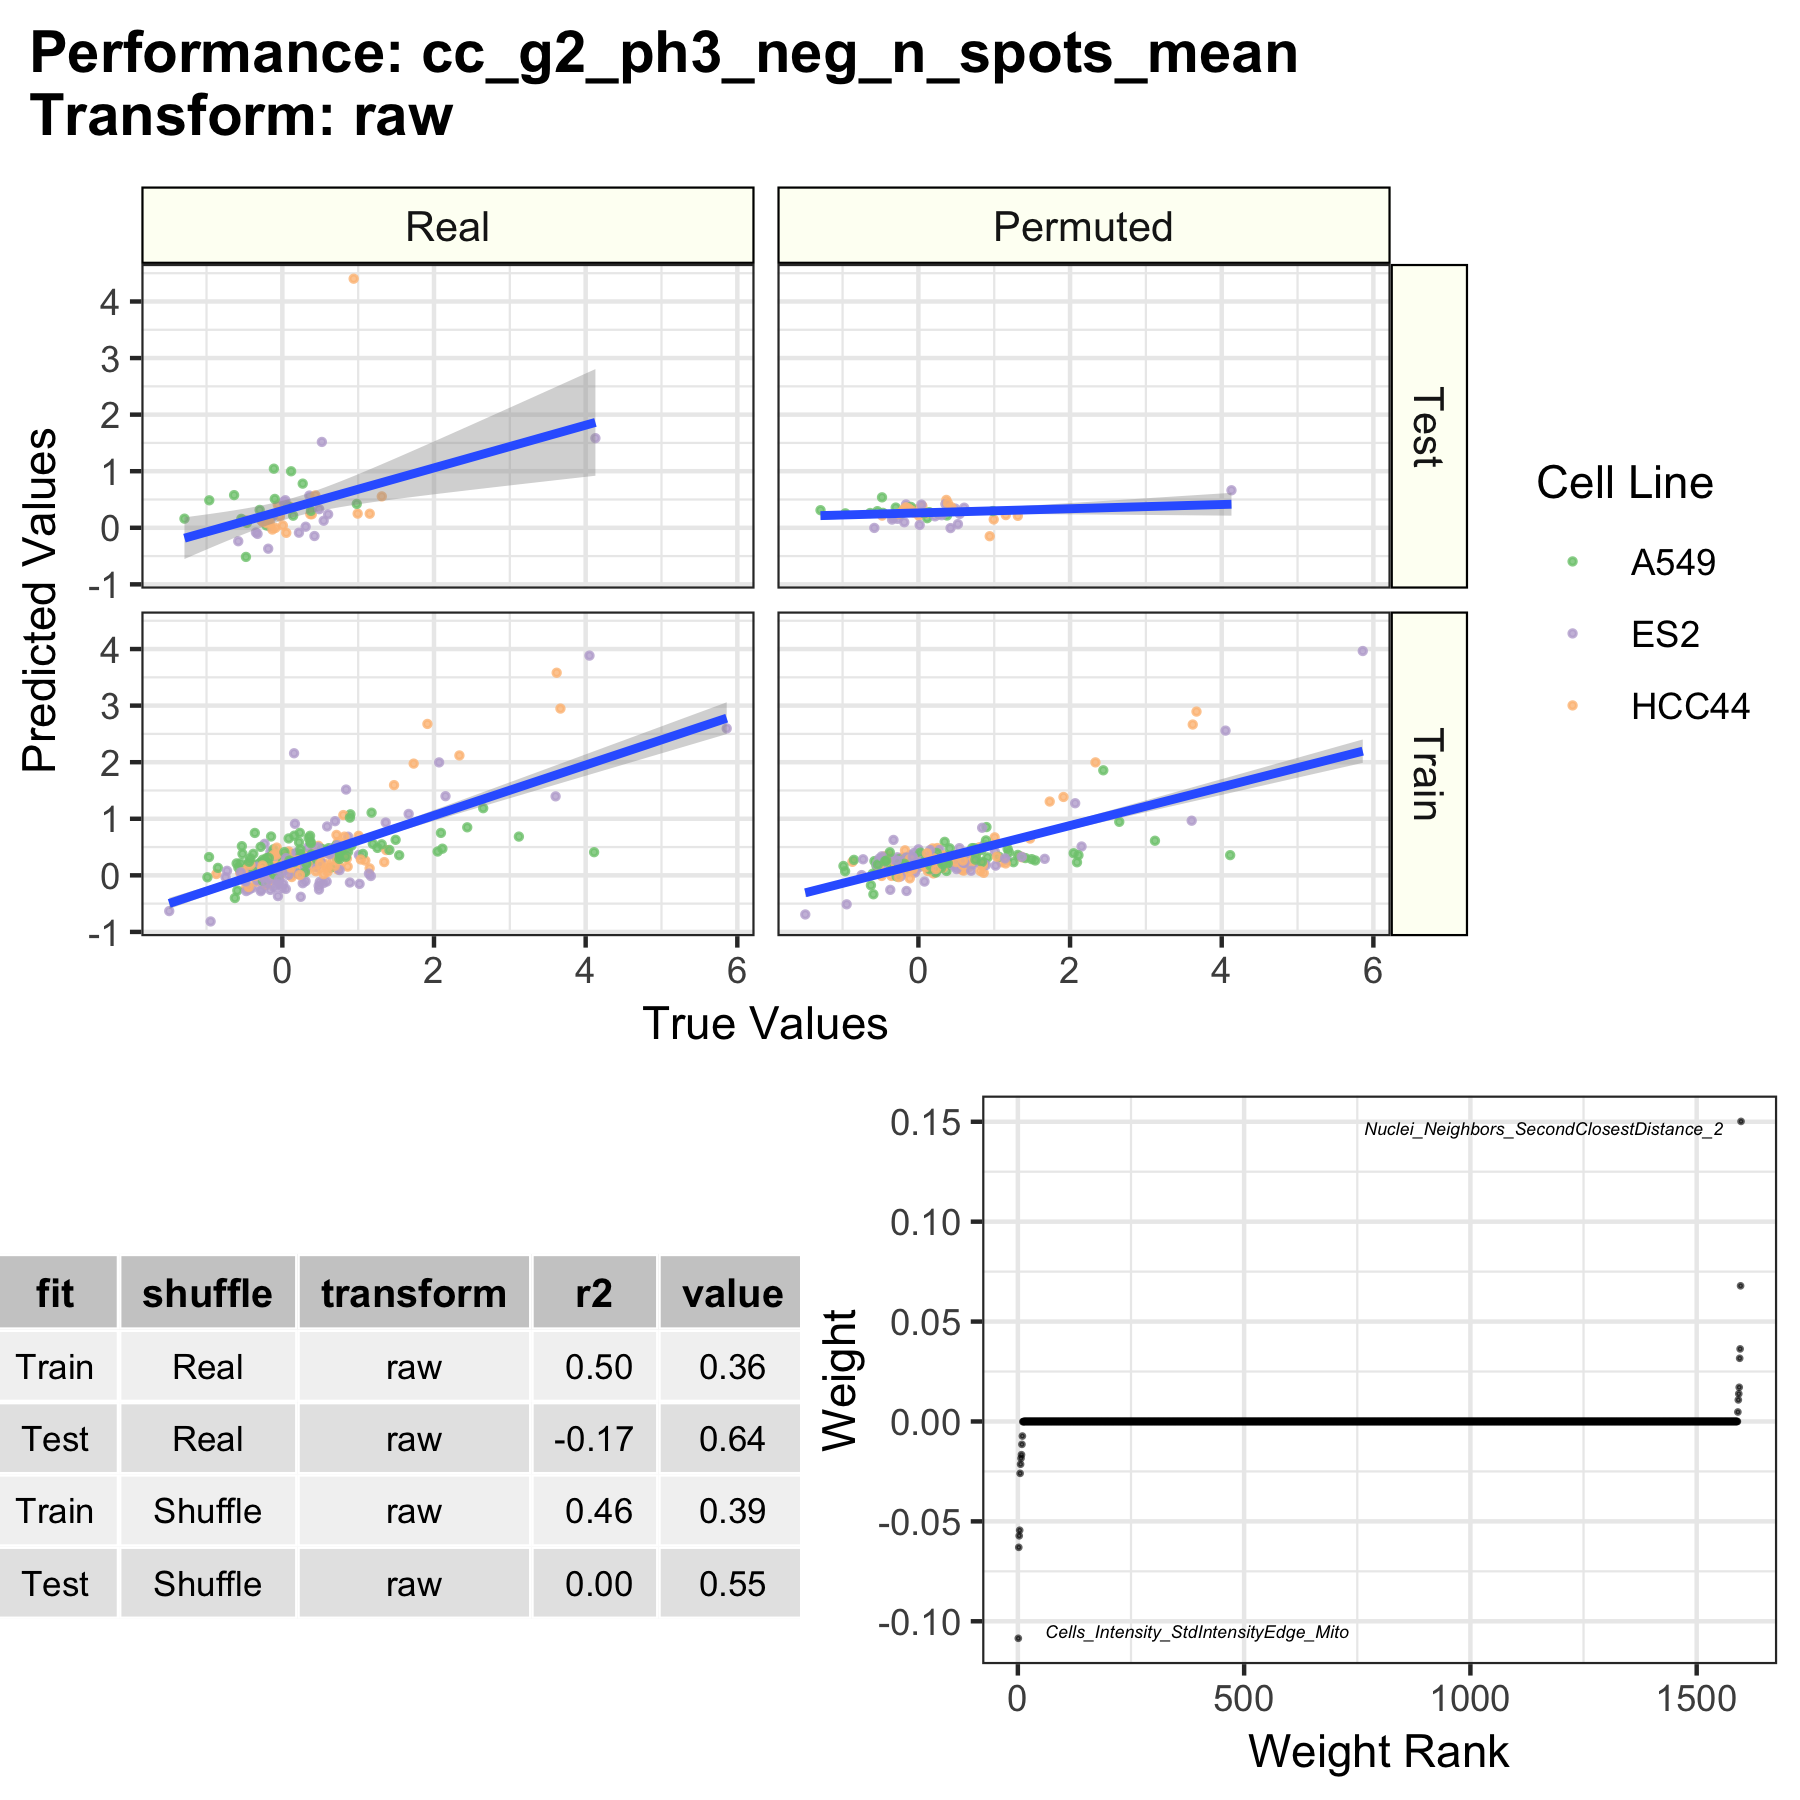 Performance: cc_g2_ph3_neg_n_spots_mean
Transform: raw
Real
Permuted
4
3
2
1
0
-1
Test
4
3
2
1
0
-1
Train
Predicted Values
0
2
4
6
0
2
4
6
True Values
Cell Line
A549
ES2
HCC44
fit shuffle transform r2 value
Train Real raw 0.50 0.36
Test Real raw -0.17 0.64
Train Shuffle raw 0.46 0.39
Test Shuffle raw 0.00 0.55
0.15
0.10
0.05
0.00
-0.05
-0.10
Weight
Nuclei_Neighbors_SecondClosestDistance_2
Cells_Intensity_StdIntensityEdge_Mito
0
500
1000
1500
Weight Rank